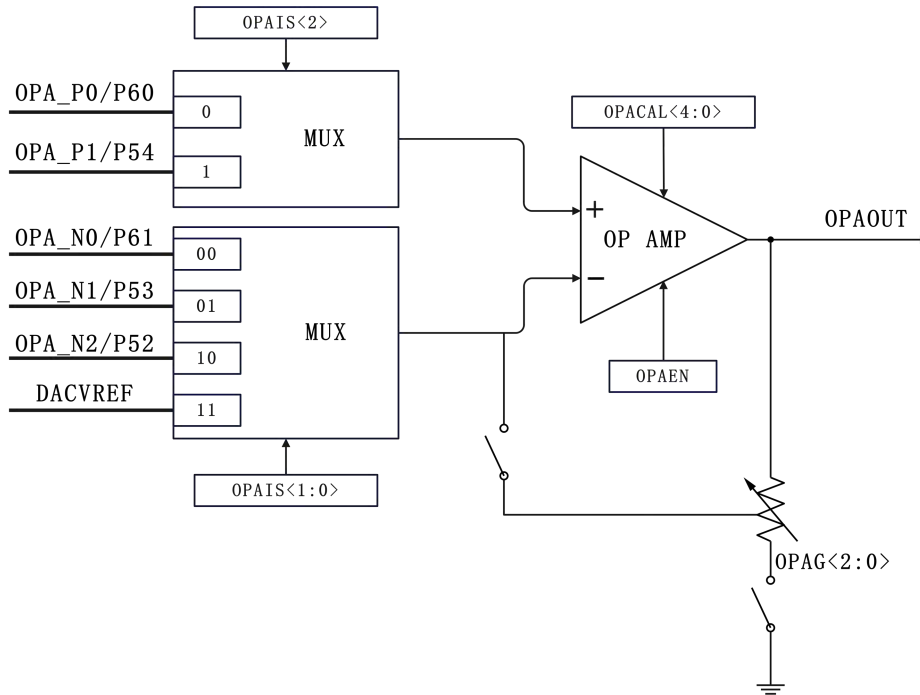 OPAIS<2>
OPA_P0/P60
0
MUX
OPA_P1/P54
1
OPACAL<4:0>
OPA_N0/P61
00
OPA_N1/P53
01
OPA_N2/P52
10
DACVREF
11
MUX
OPAIS<1:0>
+
OP AMP
−
OPAOUT
OPAEN
OPAG<2:0>